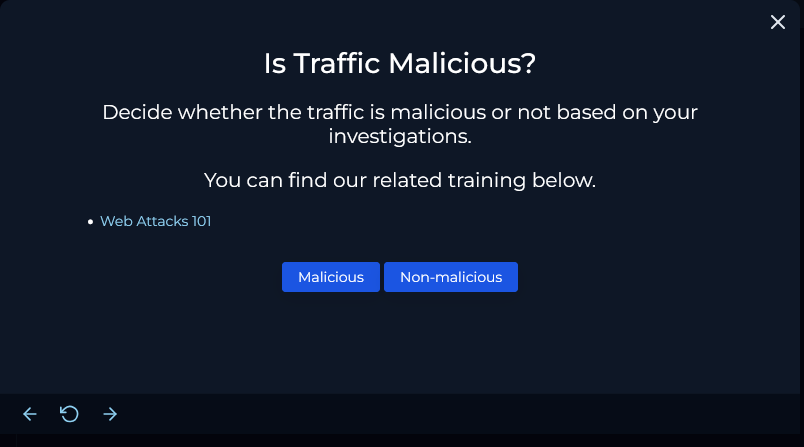 Is Traffic Malicious?
Decide whether the traffic is malicious or not based on your
investigations.
You can find our related training below.
Web Attacks 101
Malicious
Non-malicious